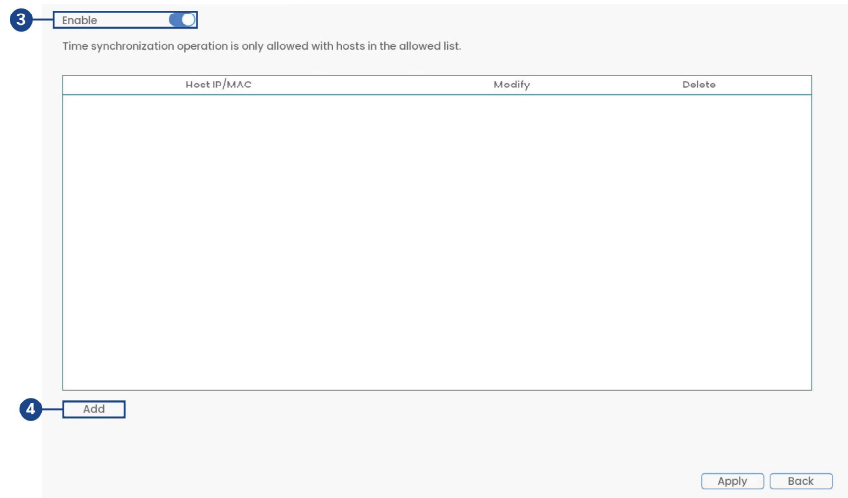 3 Enable
Time synchronization operation is only allowed with hosts in the allowed list.
Host IP/MAC Modify Delete
4 Add
Apply Back